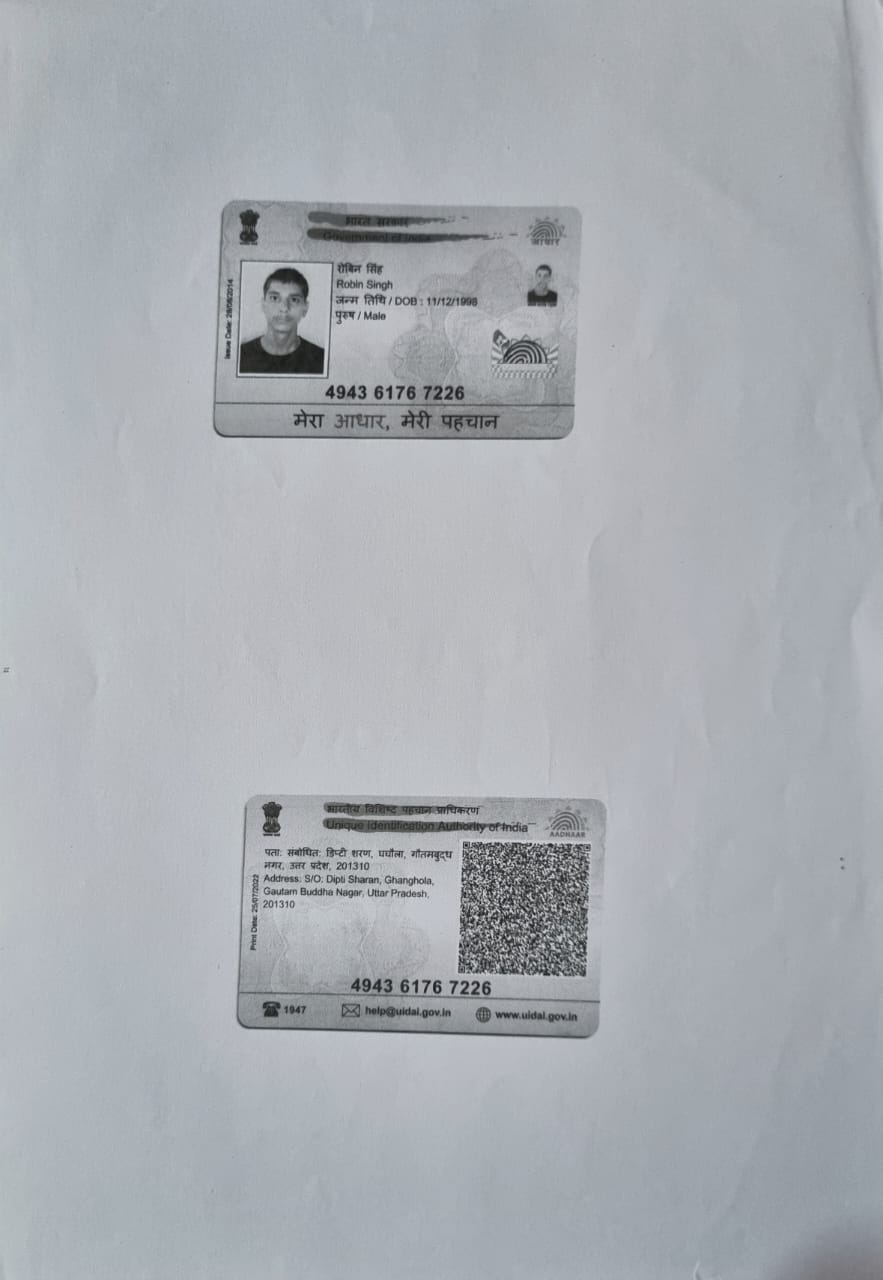 भारत सरकार
Government of India
आधार
रोबिन सिंह
Robin Singh
जन्म तिथि / DOB : 11/12/1998
पुरुष / Male
Issue Date: 28/08/2014
4943 6176 7226
मेरा आधार, मेरी पहचान
भारतीय विशिष्ट पहचान प्राधिकरण
Unique Identification Authority of India
AADHAAR
पता: संबोधित: डिप्टी शरण, घघौला, गौतमबुद्ध
नगर, उत्तर प्रदेश, 201310
Address: S/O: Dipti Sharan, Ghanghola,
Gautam Buddha Nagar, Uttar Pradesh,
201310
Print Date: 25/07/2022
4943 6176 7226
1947
help@uidai.gov.in
www.uidai.gov.in